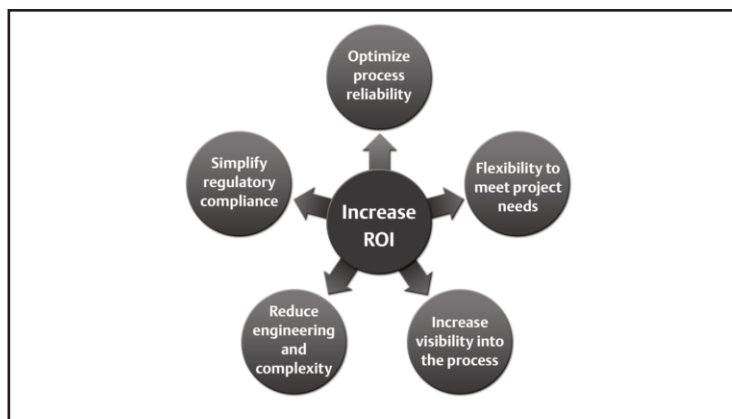 Optimize
process
reliability
Simplify
regulatory
compliance
Flexibility to
meet project
needs
Increase
ROI
Reduce
engineering
and
complexity
Increase
visibility into
the process